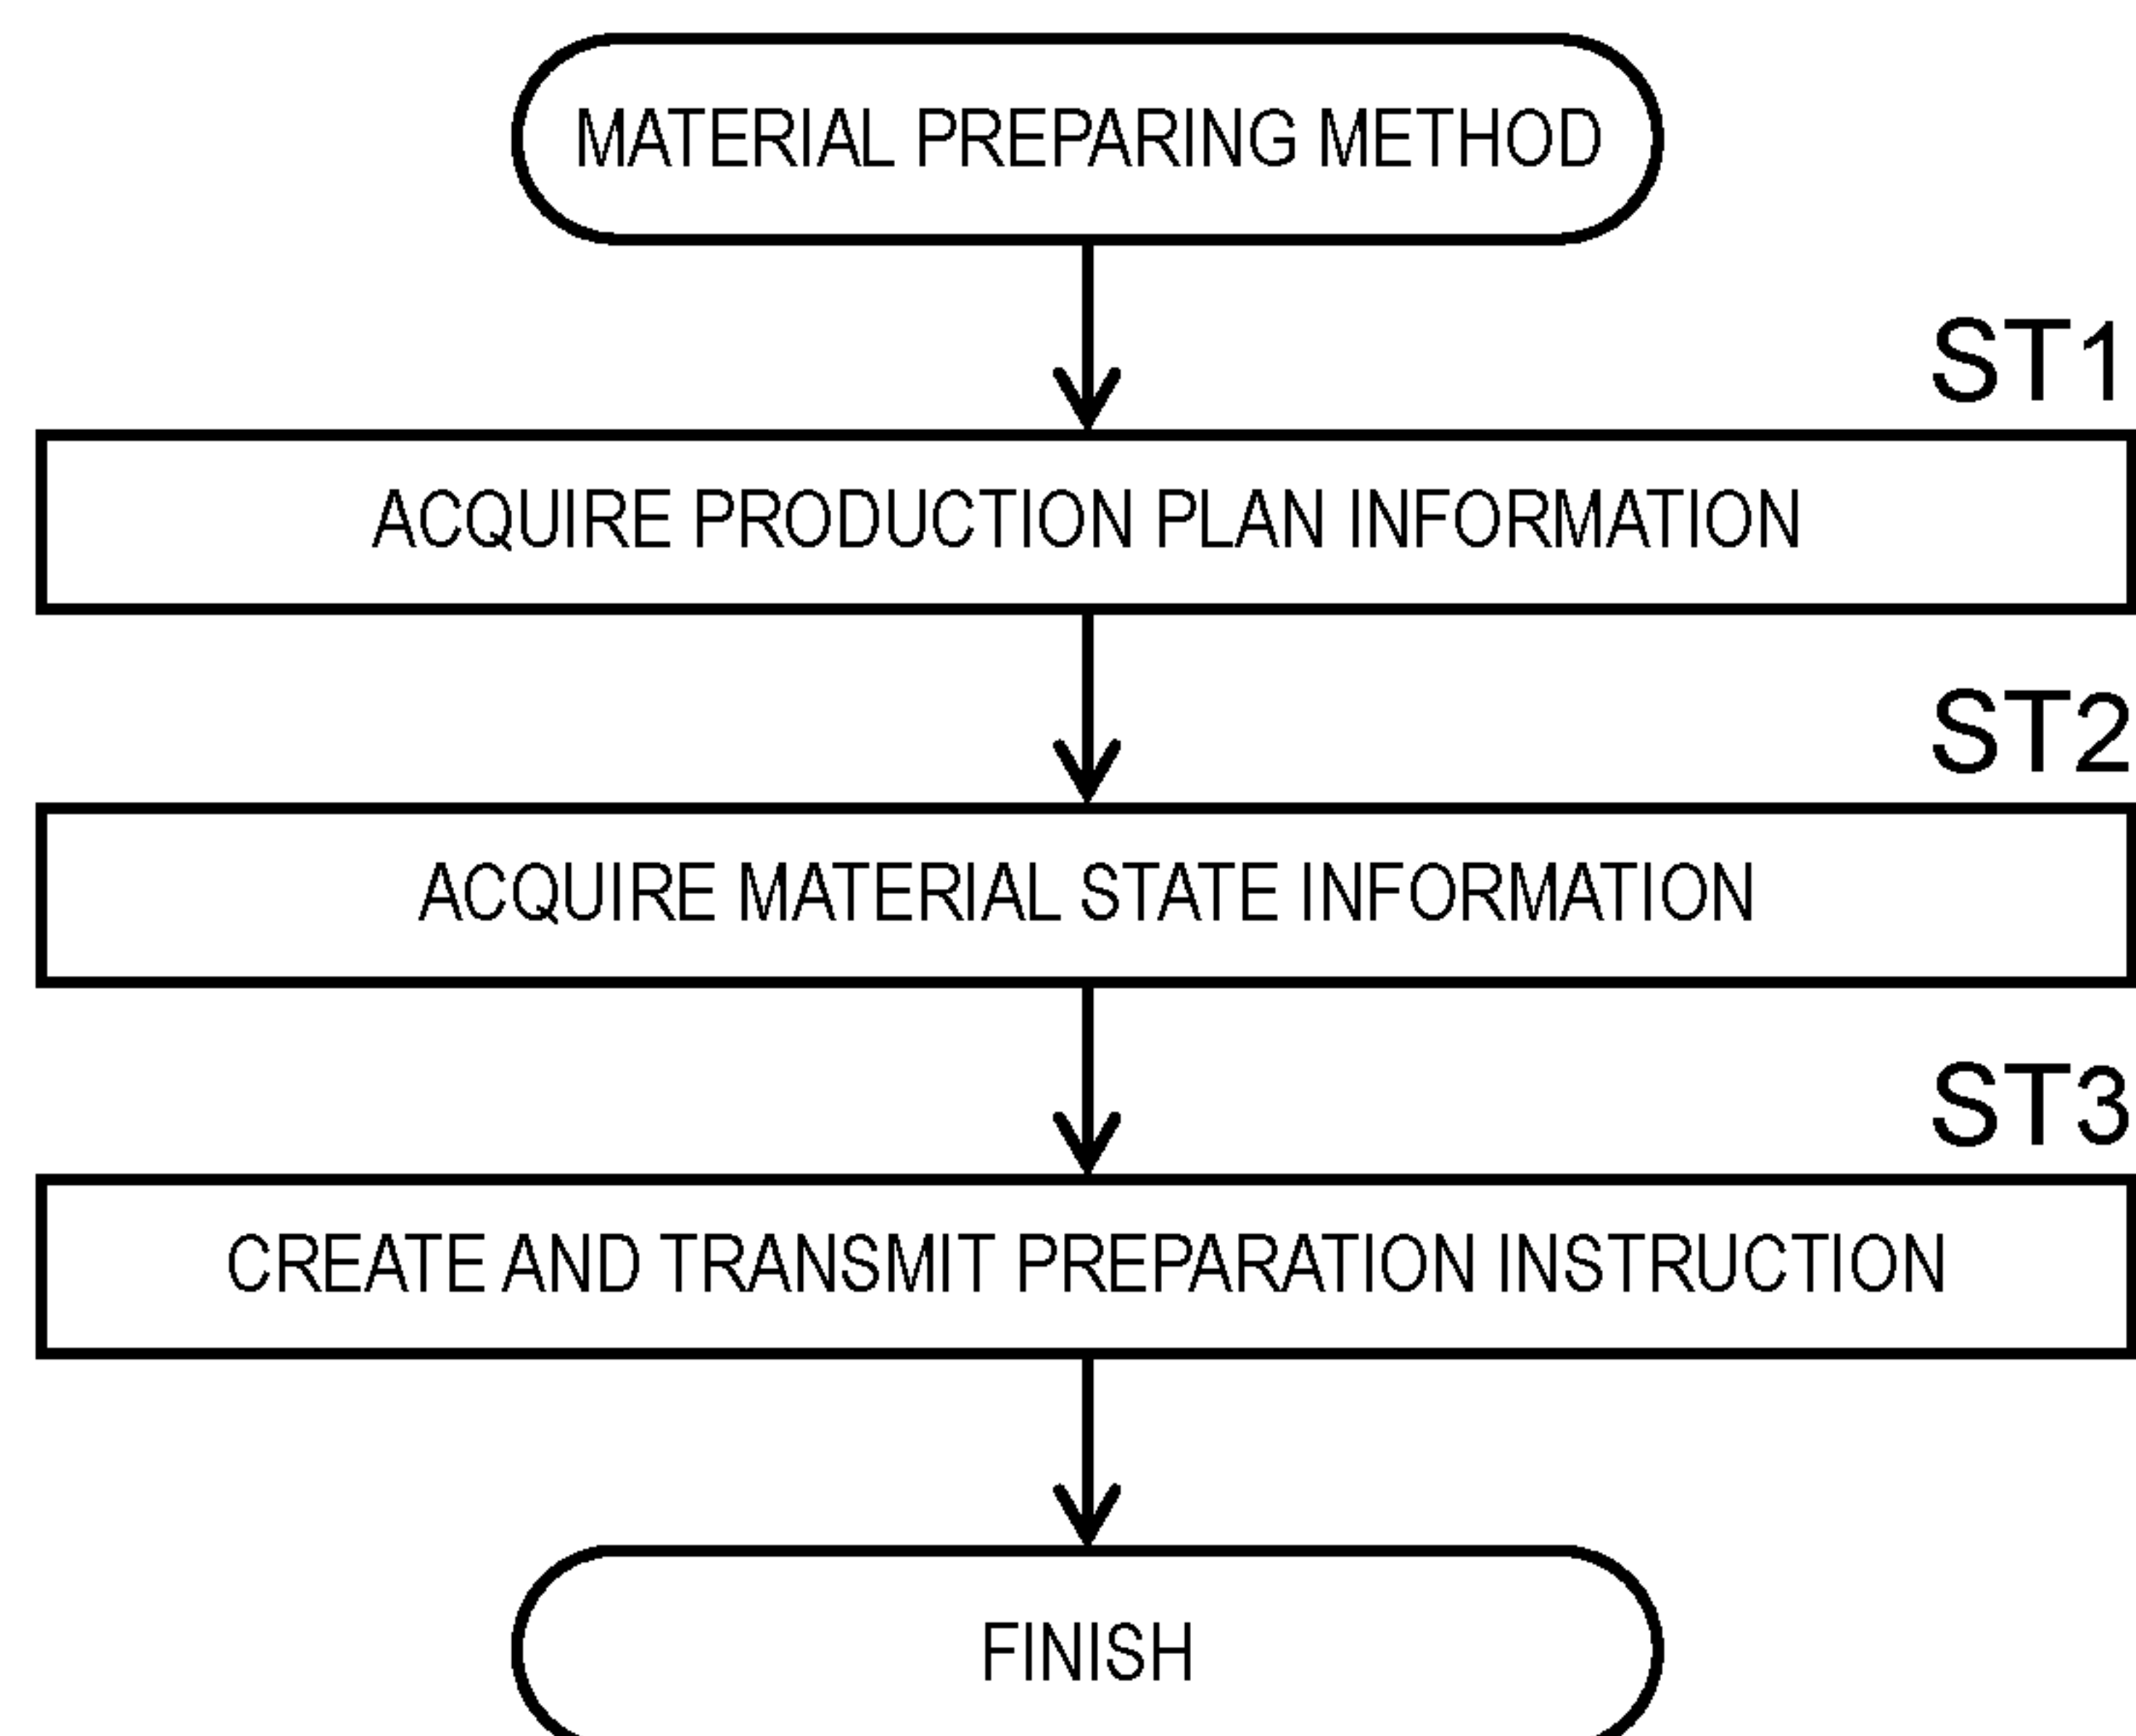 MATERIAL PREPARING METHOD
ST1
ACQUIRE PRODUCTION PLAN INFORMATION
ST2
ACQUIRE MATERIAL STATE INFORMATION
ST3
CREATE AND TRANSMIT PREPARATION INSTRUCTION
FINISH